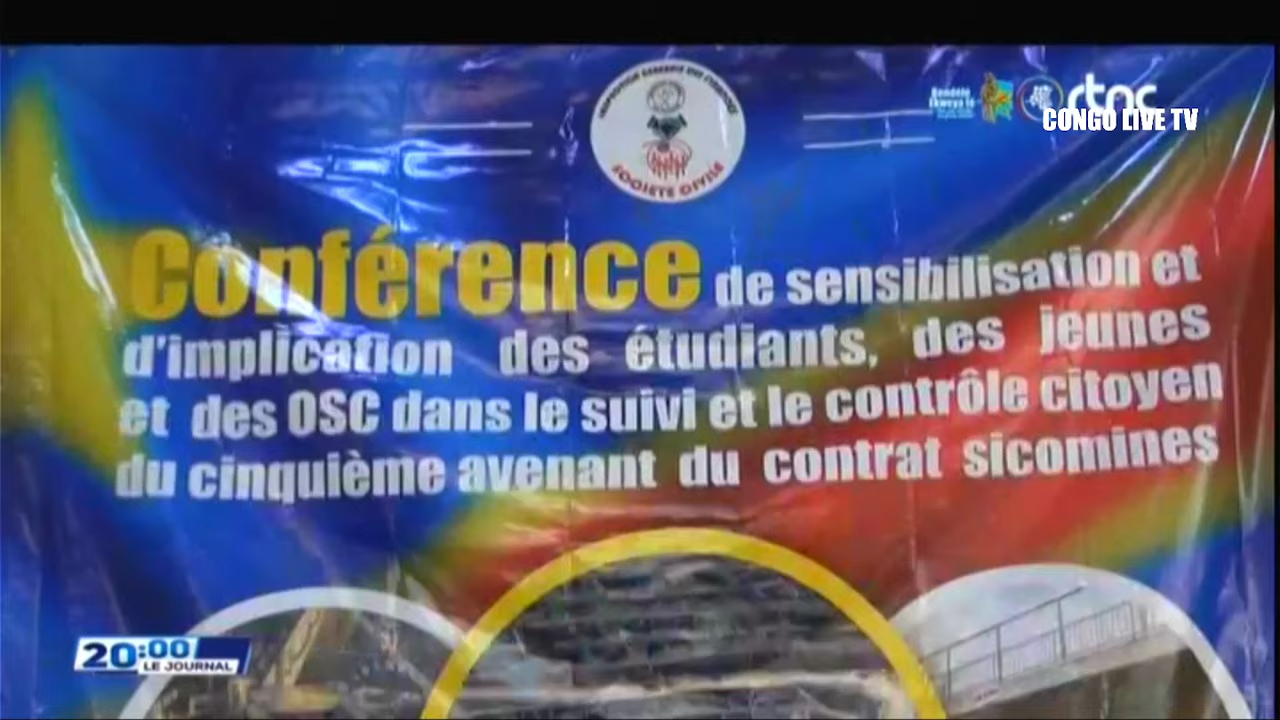 rtnc
CONGO LIVE TV
SOCIETE CIVILE
Conférence de sensibilisation et
d'implication des étudiants, des jeunes
et des OSC dans le suivi et le contrôle citoyen
du cinquième avenant du contrat sicomines
20:00
LE JOURNAL